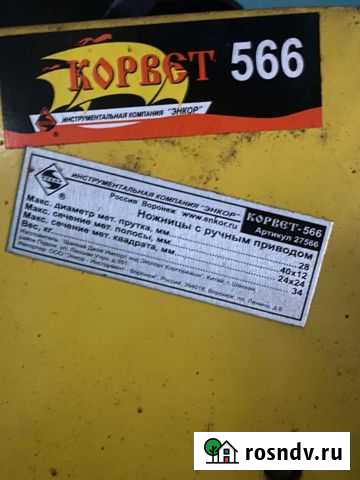 КОРВЕТ 566
ИНСТРУМЕНТАЛЬНАЯ КОМПАНИЯ "ЭНКОР"
®
ИНСТРУМЕНТАЛЬНАЯ КОМПАНИЯ "ЭНКОР"
Россия Воронеж www.enkor.ru
КОРВЕТ-566
Артикул 27566
®
Ножницы с ручным приводом
Макс. диаметр мет. прутка, мм 28
Макс. сечение мет. полосы, мм 40x12
Макс. сечение мет. квадрата, мм 24x24
Вес, кг 34
rosndv.ru